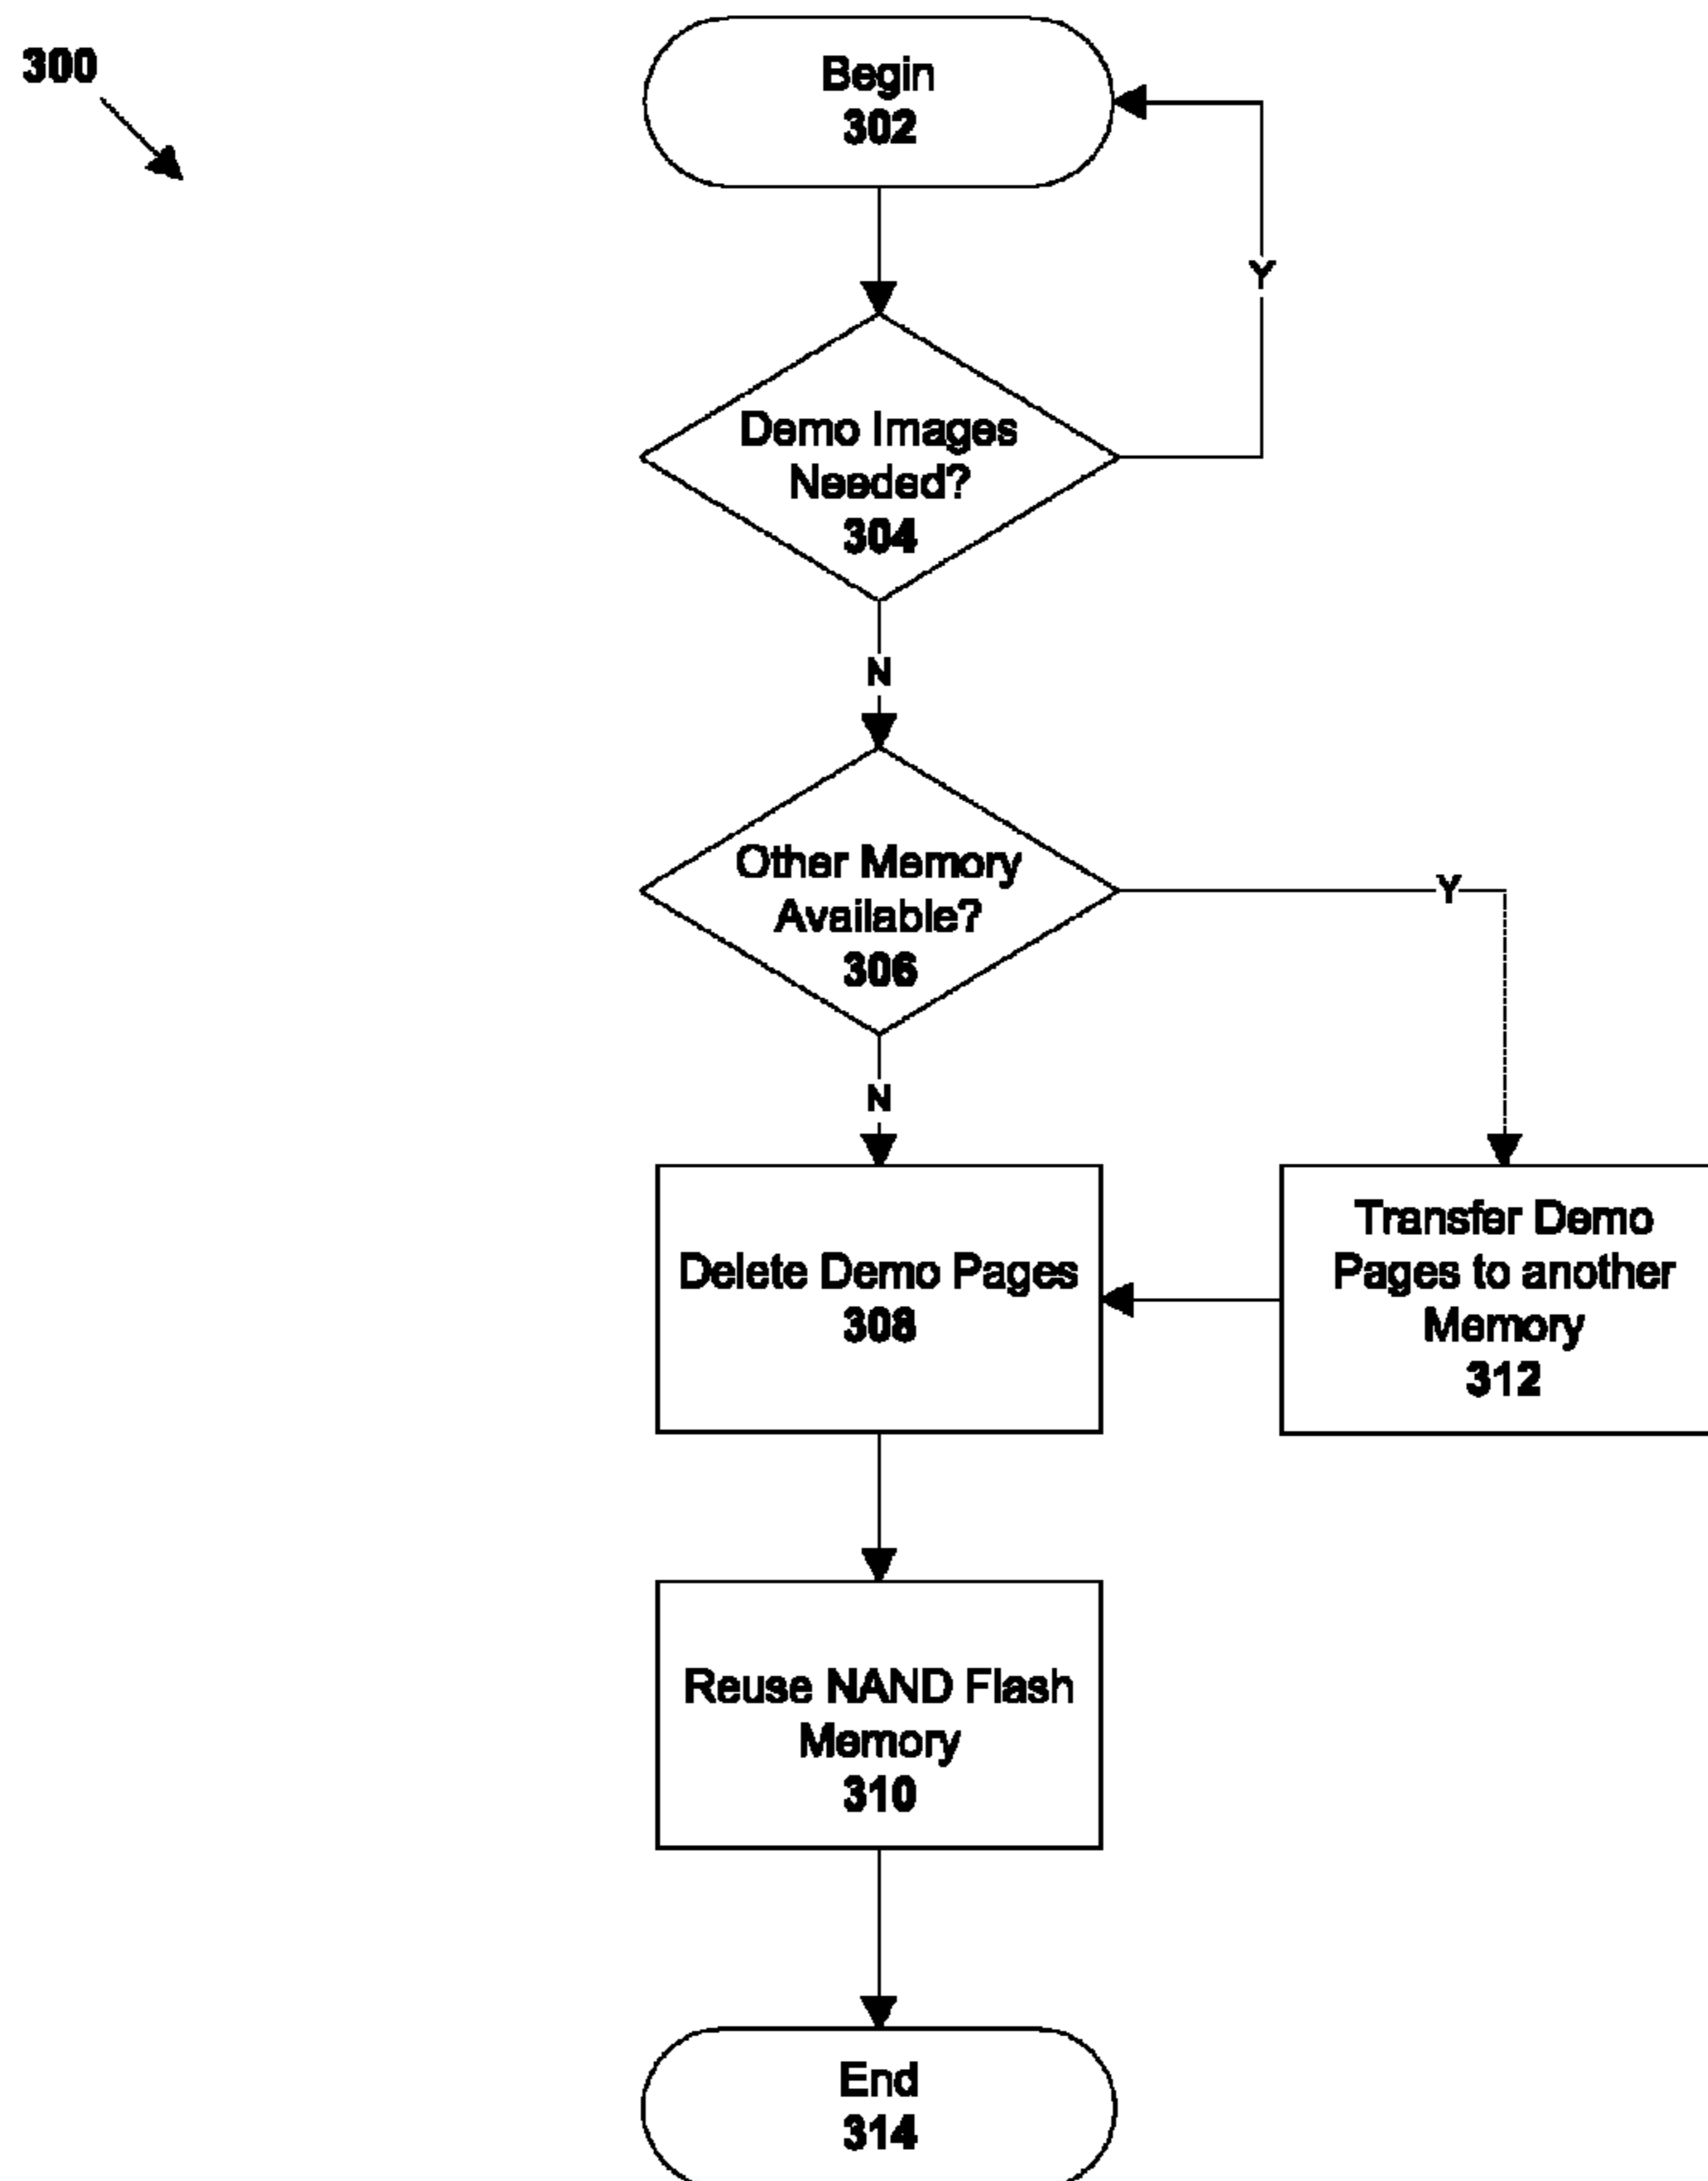 300
Begin
302
Y
Demo Images
Needed?
304
N
Other Memory
Available?
306
Y
N
Delete Demo Pages
308
Transfer Demo
Pages to another
Memory
312
Reuse NAND Flash
Memory
310
End
314